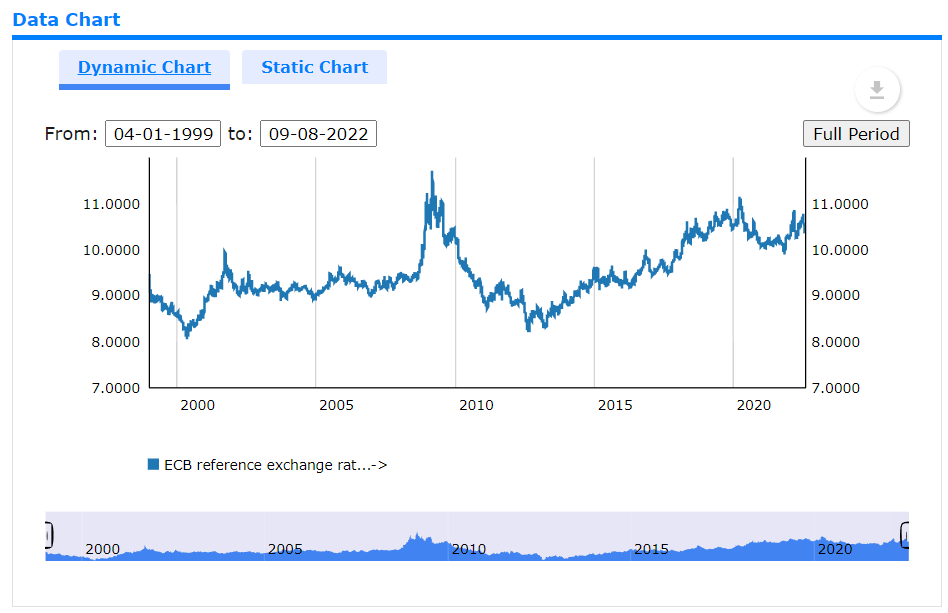 Data Chart
Dynamic Chart Static Chart
From: 04-01-1999 to: 09-08-2022 Full Period
11.0000 11.0000
10.0000 10.0000
9.0000 9.0000
8.0000 8.0000
7.0000 7.0000
2000 2005 2010 2015 2020
ECB reference exchange rat...->
2000 2005 2010 2015 2020